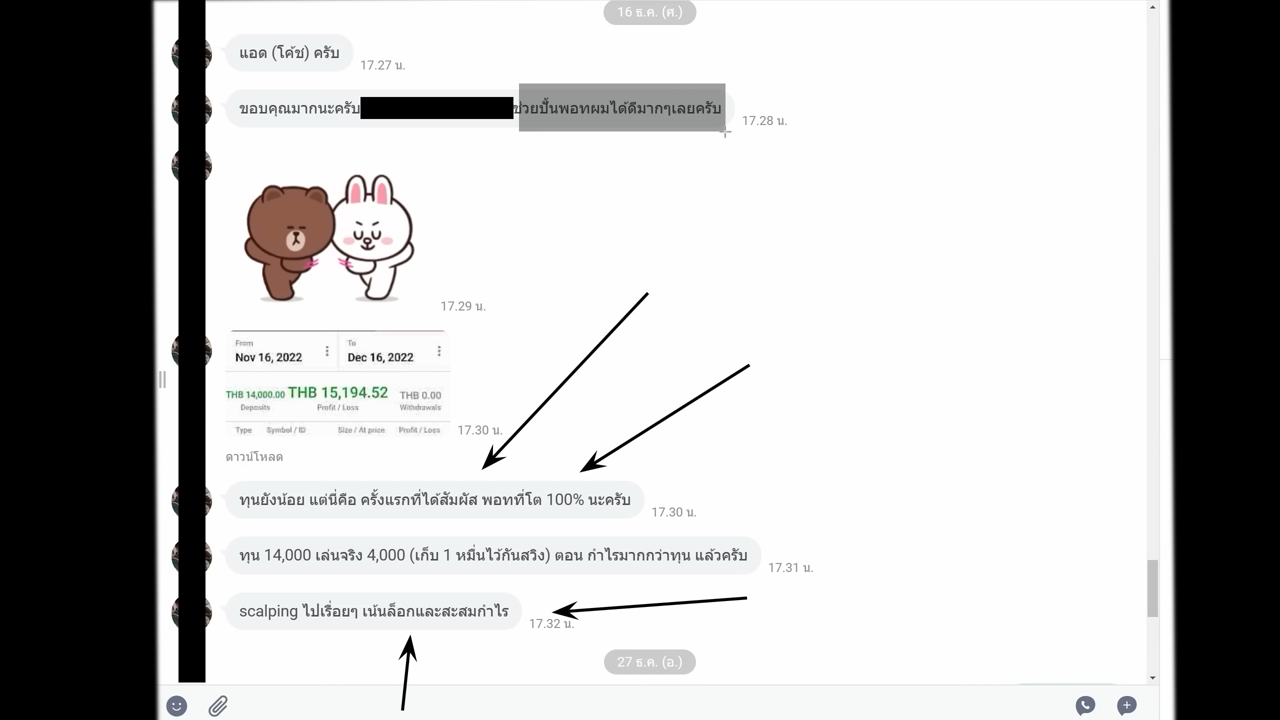 16 ธ.ค. (ศ.)
แอด (โค้ช) ครับ
17.27 น.
ขอบคุณมากนะครับ
ช่วยปั้นพอทผมได้ดีมากๆเลยครับ
17.28 น.
17.29 น.
From
To
Nov 16, 2022
Dec 16, 2022
THB 14,000.00 THB 15,194.52 THB 0.00
Deposits Profit / Loss Withdrawals
Type Symbol / ID Size / At price Profit / Loss
17.30 น.
ดาวน์โหลด
ทุนยังน้อย แต่นี่คือ ครั้งแรกที่ได้สัมผัส พอทที่โต 100% นะครับ
17.30 น.
ทุน 14,000 เล่นจริง 4,000 (เก็บ 1 หมื่นไว้กันสวิง) ตอน กำไรมากกว่าทุน แล้วครับ
17.31 น.
scalping ไปเรื่อยๆ เน้นล็อกและสะสมกำไร
17.32 น.
27 ธ.ค. (อ.)